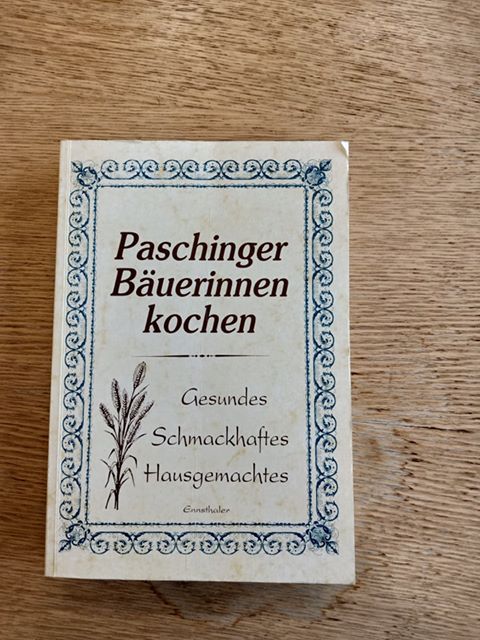 Paschinger
Bäuerinnen
kochen
Gesundes
Schmackhaftes
Hausgemachtes
Ennsthaler